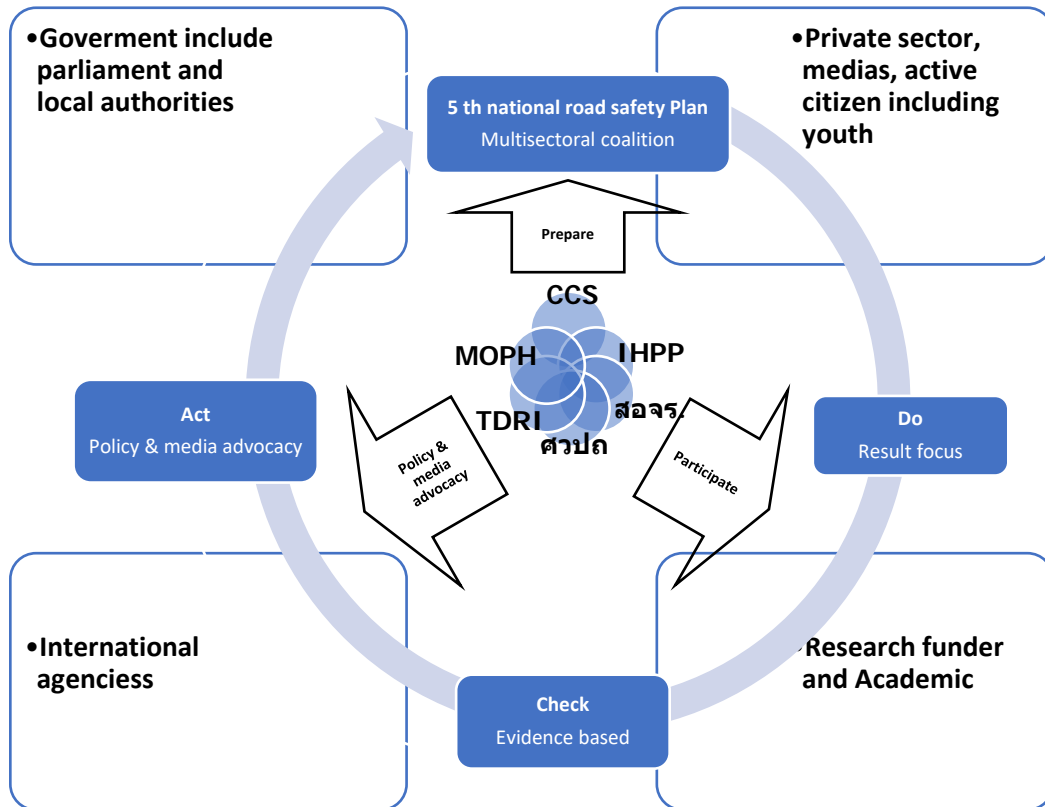 •Goverment include
parliament and
local authorities
•Private sector,
medias, active
citizen including
youth
5 th national road safety Plan
Multisectoral coalition
Prepare
CCS
MOPH
IHPP
TDRI
สอจร.
ศวปถ
Act
Policy & media advocacy
Policy &
media
advocacy
Participate
Do
Result focus
•International
agenciess
•Research funder
and Academic
Check
Evidence based